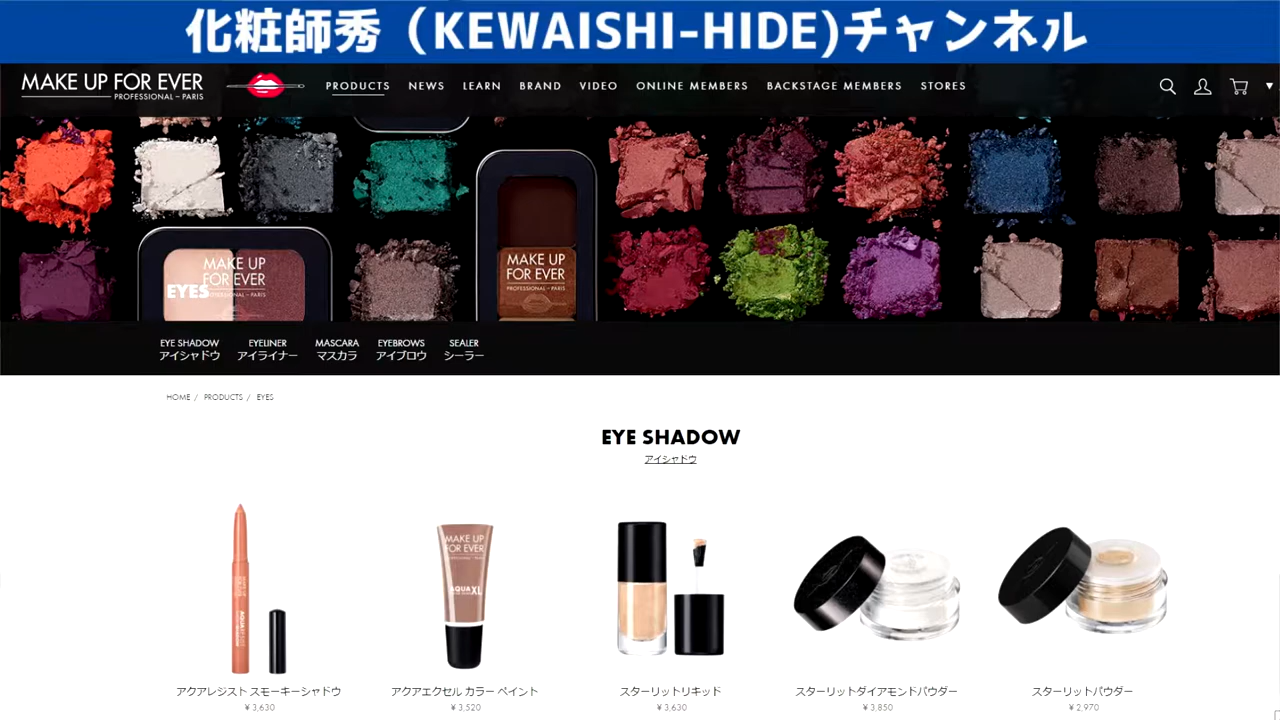 化粧師秀（KEWAISHI-HIDE)チャンネル
MAKE UP FOR EVER
PROFESSIONAL – PARIS
PRODUCTS NEWS LEARN BRAND VIDEO ONLINE MEMBERS BACKSTAGE MEMBERS STORES
MAKE UP
FOR EVER
PROFESSIONAL – PARIS
EYES
MAKE UP
FOR EVER
PROFESSIONAL – PARIS
EYE SHADOW EYELINER MASCARA EYEBROWS SEALER
アイシャドウ アイライナー マスカラ アイブロウ シーラー
HOME / PRODUCTS / EYES
EYE SHADOW
アイシャドウ
MAKE UP
FOR EVER
AQUA XL
アクアレジスト スモーキーシャドウ アクアエクセル カラー ペイント スターリットリキッド スターリットダイアモンドパウダー スターリットパウダー
¥ 3,630 ¥ 3,520 ¥ 3,630 ¥ 3,850 ¥ 2,970